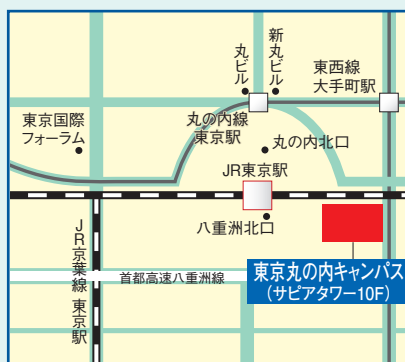 丸ビル
新丸ビル
東西線
大手町駅
東京国際
フォーラム
丸の内線
東京駅
丸の内北口
JR東京駅
八重洲北口
JR京葉線 東京駅
首都高速八重洲線
東京丸の内キャンパス
(サピアタワー10F)